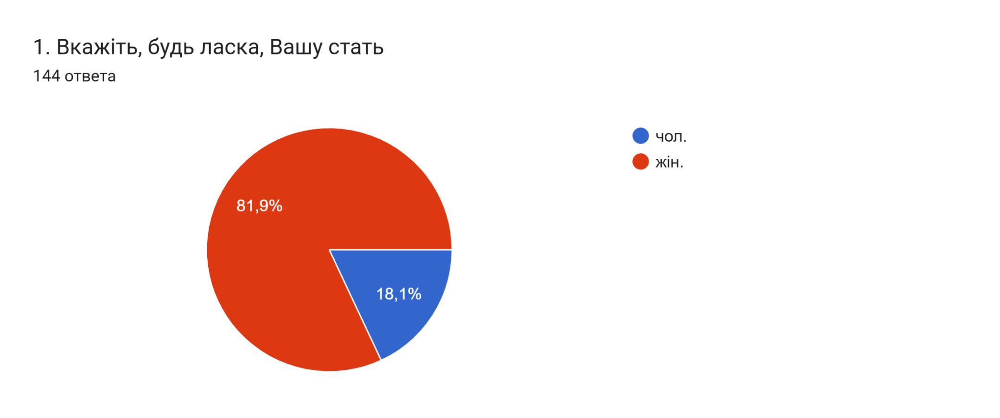 1. Вкажіть, будь ласка, Вашу стать
144 ответа
чол.
жін.
81,9%
18,1%